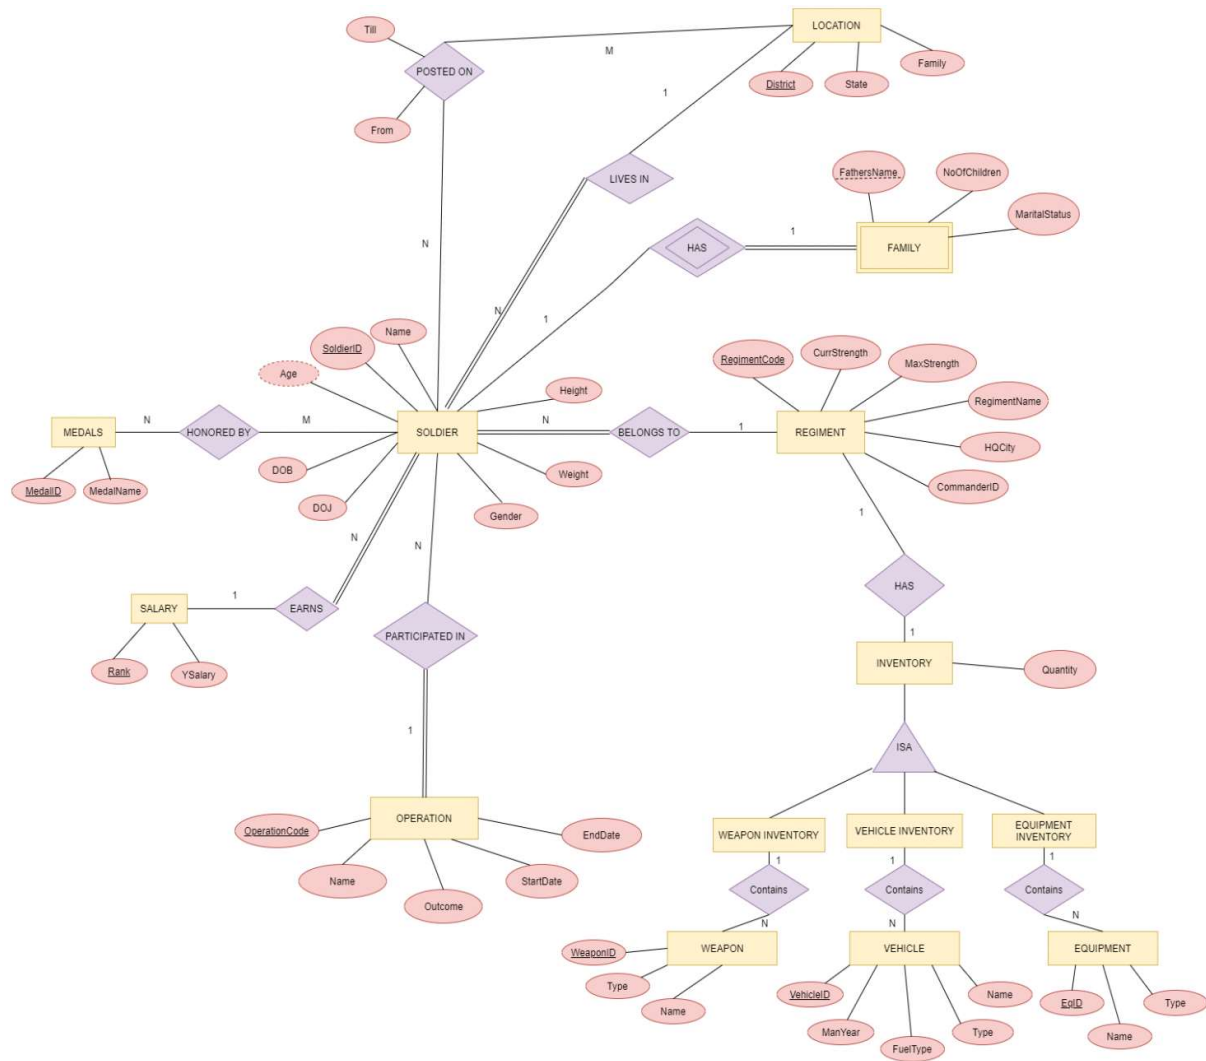 LOCATION
Till
M
POSTED ON
Family
District
State
1
From
LIVES IN
FathersName
NoOfChildren
MaritalStatus
N
HAS
1
FAMILY
N
1
Name
SoldierID
RegimentCode
CurrStrength
MaxStrength
Age
Height
RegimentName
MEDALS
N
HONORED BY
M
SOLDIER
N
BELONGS TO
1
REGIMENT
HQCity
DOB
Weight
MedalID
MedalName
CommanderID
DOJ
Gender
1
N
N
HAS
SALARY
1
EARNS
PARTICIPATED IN
1
Rank
YSalary
INVENTORY
Quantity
1
ISA
OPERATION
OperationCode
EndDate
WEAPON INVENTORY
VEHICLE INVENTORY
EQUIPMENT
INVENTORY
1
1
1
Name
StartDate
Outcome
Contains
Contains
Contains
N
N
N
WeaponID
WEAPON
VEHICLE
EQUIPMENT
Type
VehicleID
Name
EqID
Type
Name
ManYear
Type
Name
FuelType